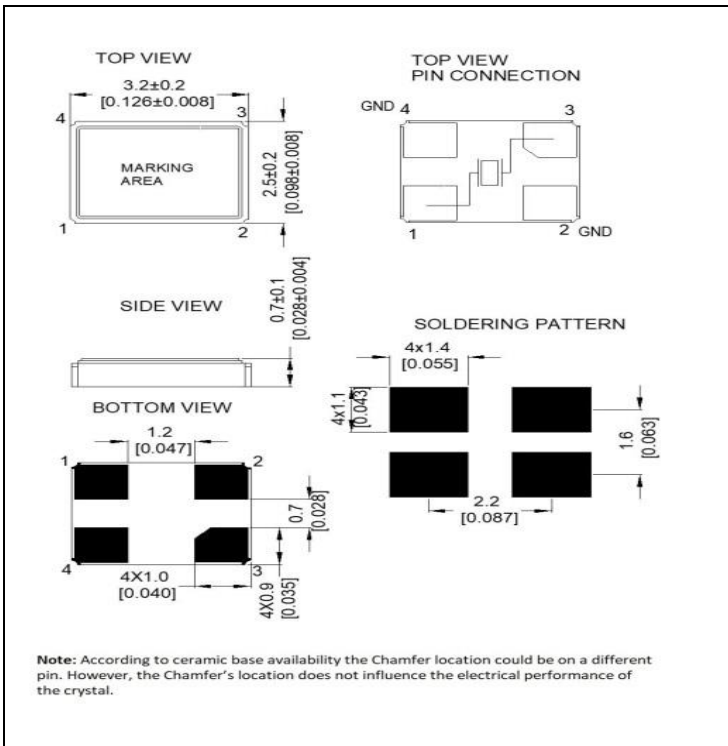 TOP VIEW
3.2±0.2
[0.126±0.008]
4
3
MARKING
AREA
1
2
2.5±0.2
[0.098±0.008]
TOP VIEW
PIN CONNECTION
GND 4
3
1
2 GND
SIDE VIEW
0.7±0.1
[0.028±0.004]
BOTTOM VIEW
1.2
[0.047]
1
2
0.7
[0.028]
4
3
4X1.0
[0.040]
4X0.9
[0.035]
SOLDERING PATTERN
4x1.4
[0.055]
4x1.1
[0.043]
1.6
[0.063]
2.2
[0.087]
Note: According to ceramic base availability the Chamfer location could be on a different
pin. However, the Chamfer’s location does not influence the electrical performance of
the crystal.